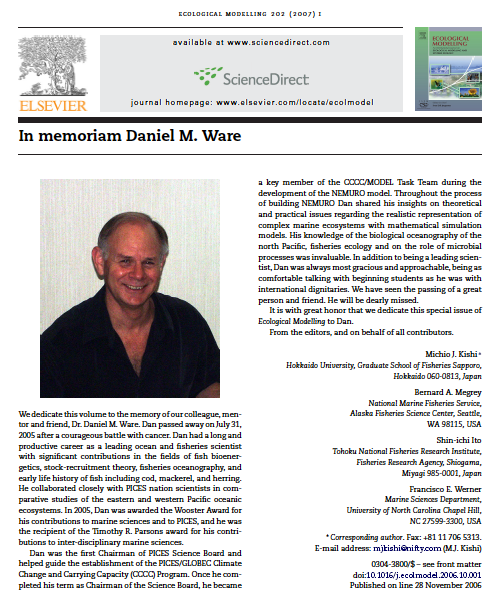 ECOLOGICAL MODELLING 202 (2007) I
available at www.sciencedirect.com
ScienceDirect
journal homepage: www.elsevier.com/locate/ecolmodel
ELSEVIER
ECOLOGICAL
MODELLING
In memoriam Daniel M. Ware
We dedicate this volume to the memory of our colleague, men-
tor and friend, Dr. Daniel M. Ware. Dan passed away on July 31,
2005 after a courageous battle with cancer. Dan had a long and
productive career as a leading ocean and fisheries scientist
with significant contributions in the fields of fish bioener-
getics, stock-recruitment theory, fisheries oceanography, and
early life history of fish including cod, mackerel, and herring.
He collaborated closely with PICES nation scientists in com-
parative studies of the eastern and western Pacific oceanic
ecosystems. In 2005, Dan was awarded the Wooster Award for
his contributions to marine sciences and to PICES, and he was
the recipient of the Timothy R. Parsons award for his contri-
butions to inter-disciplinary marine sciences.
Dan was the first Chairman of PICES Science Board and
helped guide the establishment of the PICES/GLOBEC Climate
Change and Carrying Capacity (CCCC) Program. Once he com-
pleted his term as Chairman of the Science Board, he became
a key member of the CCCC/MODEL Task Team during the
development of the NEMURO model. Throughout the process
of building NEMURO Dan shared his insights on theoretical
and practical issues regarding the realistic representation of
complex marine ecosystems with mathematical simulation
models. His knowledge of the biological oceanography of the
north Pacific, fisheries ecology and on the role of microbial
processes was invaluable. In addition to being a leading scien-
tist, Dan was always most gracious and approachable, being as
comfortable talking with beginning students as he was with
international dignitaries. We have seen the passing of a great
person and friend. He will be dearly missed.
It is with great honor that we dedicate this special issue of
Ecological Modelling to Dan.
From the editors, and on behalf of all contributors.
Michio J. Kishi*
Hokkaido University, Graduate School of Fisheries Sapporo,
Hokkaido 060-0813, Japan
Bernard A. Megrey
National Marine Fisheries Service,
Alaska Fisheries Science Center, Seattle,
WA 98115, USA
Shin-ichi Ito
Tohoku National Fisheries Research Institute,
Fisheries Research Agency, Shiogama,
Miyagi 985-0001, Japan
Francisco E. Werner
Marine Sciences Department,
University of North Carolina Chapel Hill,
NC 27599-3300, USA
* Corresponding author. Fax: +81 11 706 5313.
E-mail address: mjkishi@nifty.com (M.J. Kishi)
0304-3800/$ – see front matter
doi:10.1016/j.ecolmodel.2006.10.001
Published on line 28 November 2006